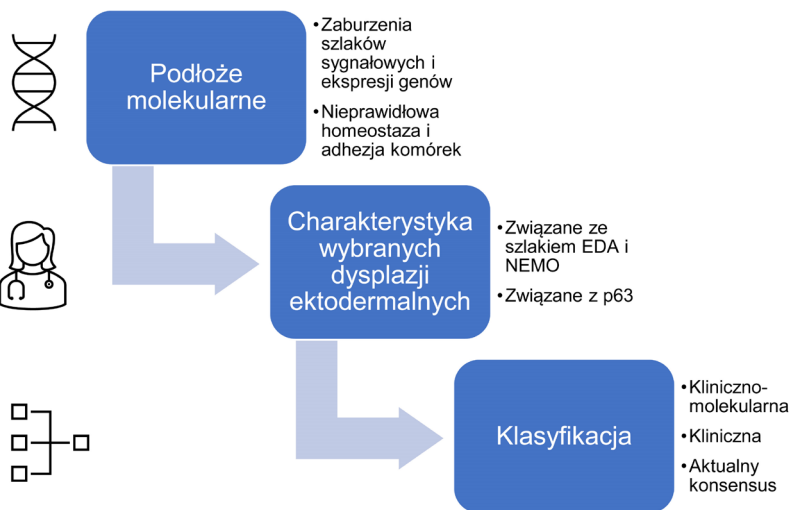 Podłoże
molekularne
•Zaburzenia
szlaków
sygnałowych i
ekspresji genów
•Nieprawidłowa
homeostaza i
adhezja komórek
Charakterystyka
wybranych
dysplazji
ektodermalnych
•Związane ze
szlakiem EDA i
NEMO
•Związane z p63
Klasyfikacja
•Kliniczno-
molekularna
•Kliniczna
•Aktualny
konsensus